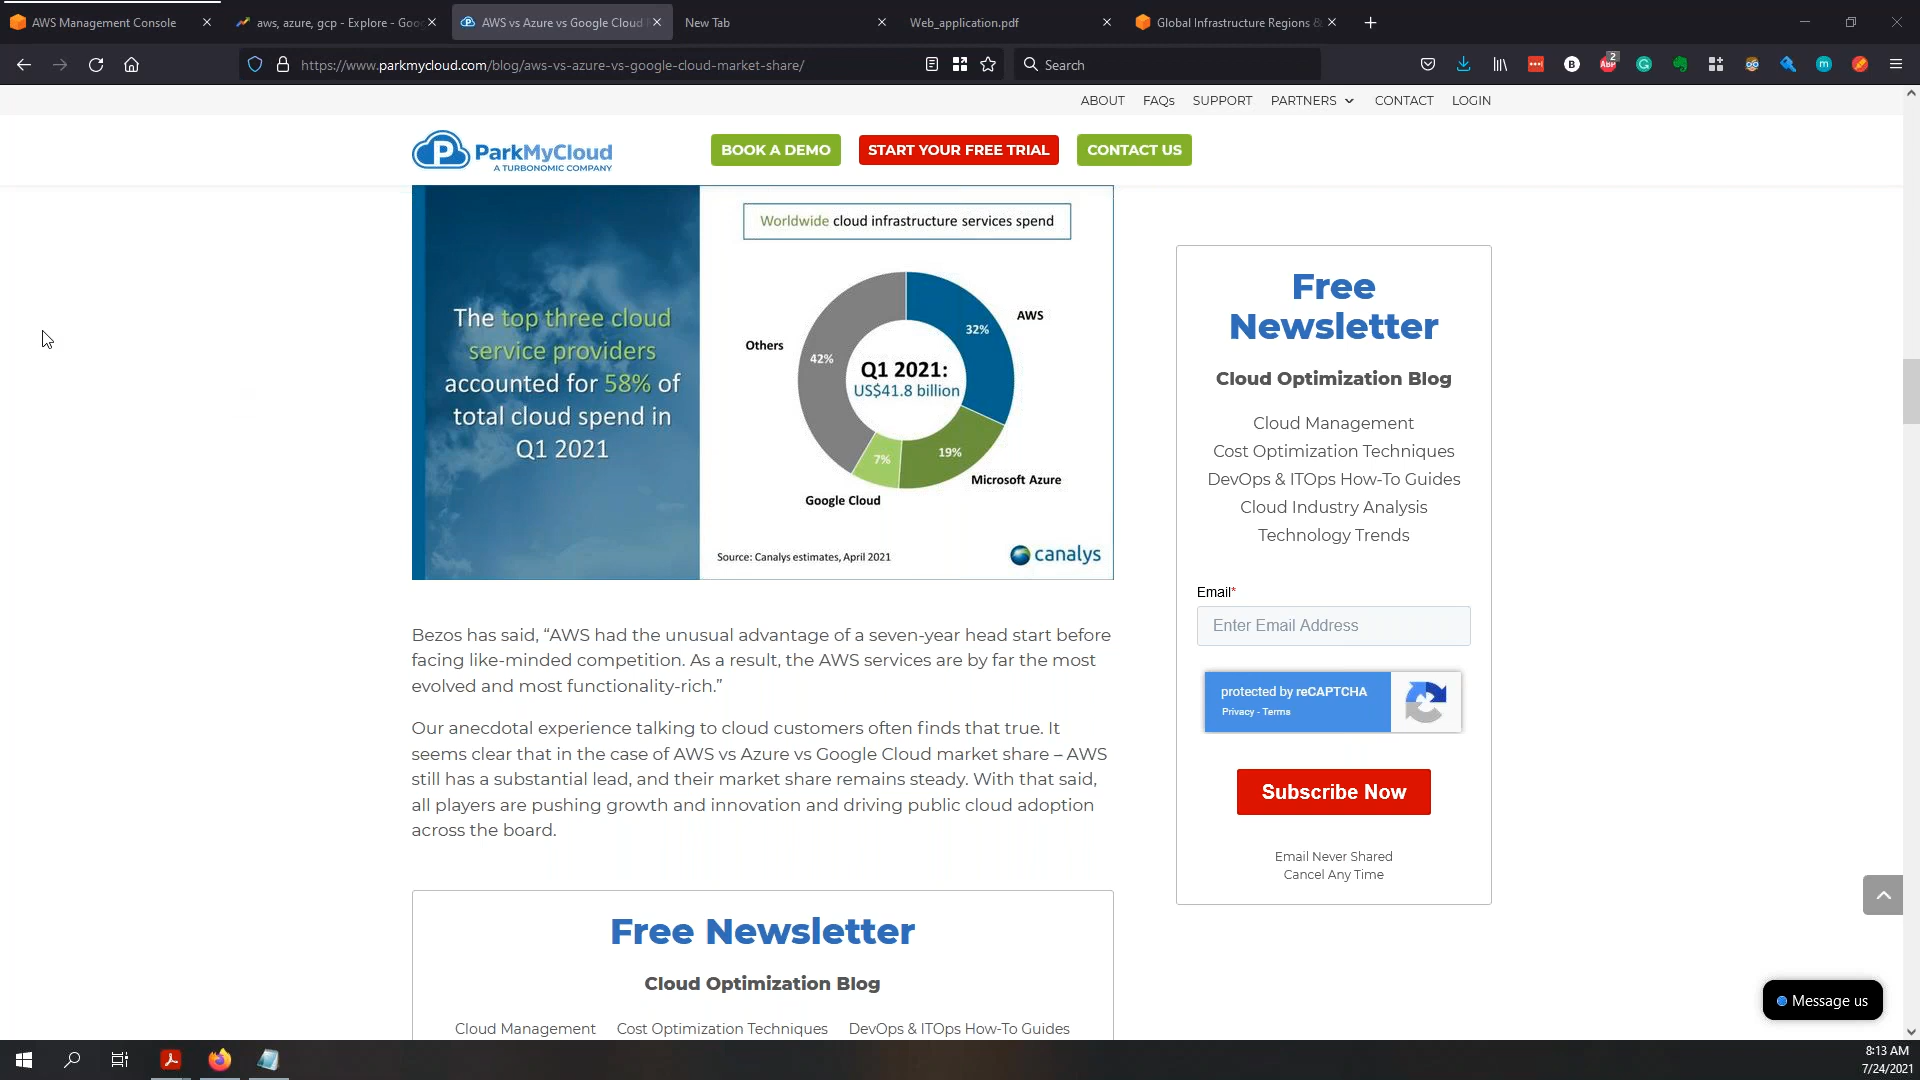 AWS Management Console
aws, azure, gcp - Explore - Goo
AWS vs Azure vs Google Cloud
New Tab
Web_application.pdf
Global Infrastructure Regions &
https://www.parkmycloud.com/blog/aws-vs-azure-vs-google-cloud-market-share/
Search
2
ABP
ABOUT FAQs SUPPORT PARTNERS CONTACT LOGIN
ParkMyCloud
A TURBONOMIC COMPANY
BOOK A DEMO
START YOUR FREE TRIAL
CONTACT US
The top three cloud
service providers
accounted for 58% of
total cloud spend in
Q1 2021
Worldwide cloud infrastructure services spend
AWS
32%
Others
42%
Q1 2021:
US$41.8 billion
19%
7%
Microsoft Azure
Google Cloud
Source: Canalys estimates, April 2021
canalys
Bezos has said, “AWS had the unusual advantage of a seven-year head start before
facing like-minded competition. As a result, the AWS services are by far the most
evolved and most functionality-rich.”
Our anecdotal experience talking to cloud customers often finds that true. It
seems clear that in the case of AWS vs Azure vs Google Cloud market share – AWS
still has a substantial lead, and their market share remains steady. With that said,
all players are pushing growth and innovation and driving public cloud adoption
across the board.
Free Newsletter
Cloud Optimization Blog
Cloud Management Cost Optimization Techniques DevOps & ITOps How-To Guides
Free
Newsletter
Cloud Optimization Blog
Cloud Management
Cost Optimization Techniques
DevOps & ITOps How-To Guides
Cloud Industry Analysis
Technology Trends
Email*
Enter Email Address
protected by reCAPTCHA
Privacy - Terms
Subscribe Now
Email Never Shared
Cancel Any Time
Message us
8:13 AM
7/24/2021